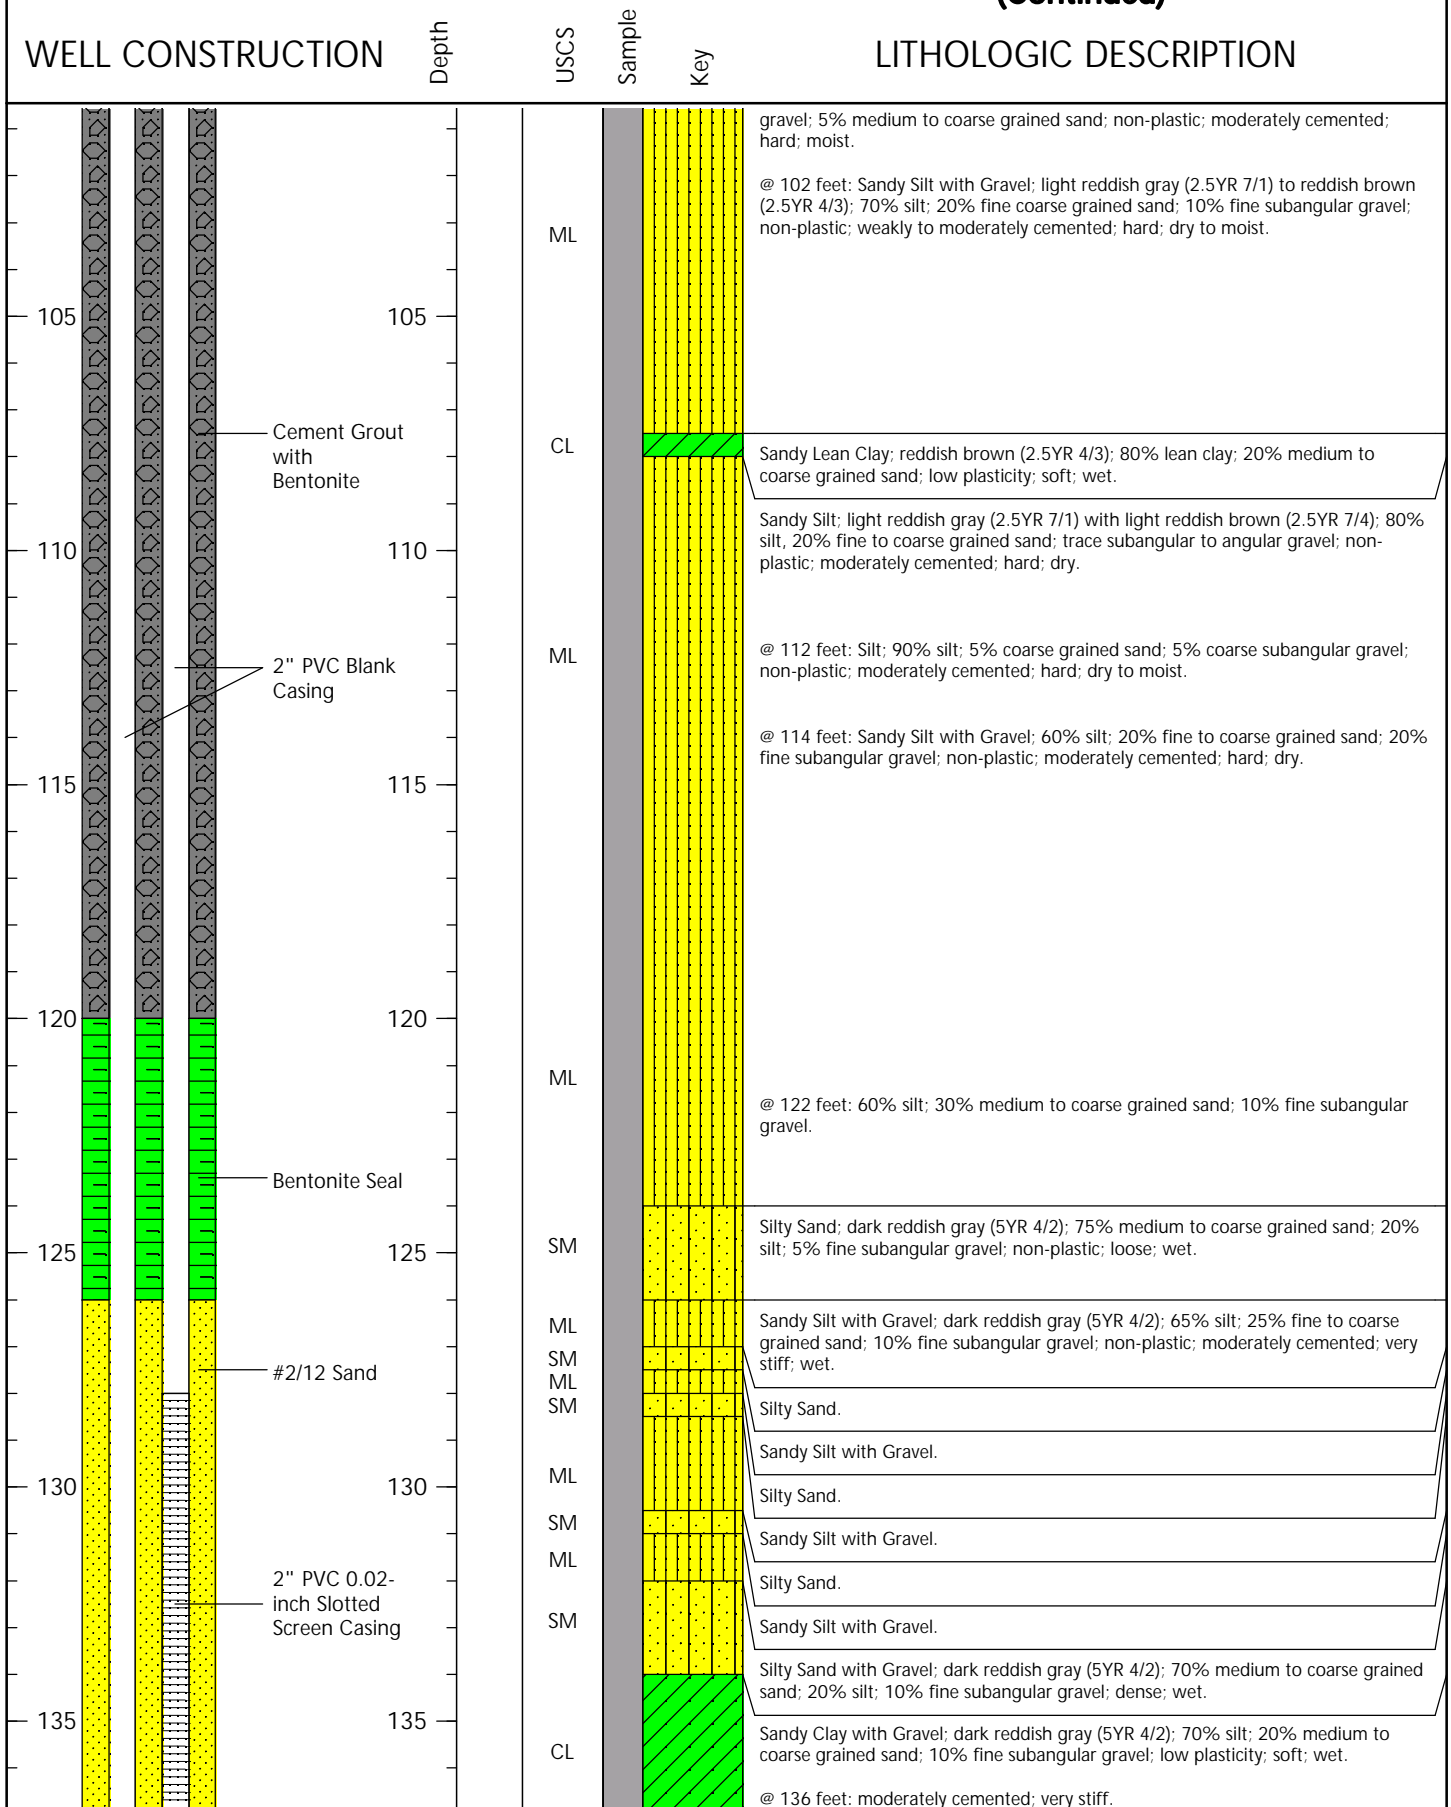 (Continued)
WELL CONSTRUCTION
Depth
USCS
Sample
Key
LITHOLOGIC DESCRIPTION
gravel; 5% medium to coarse grained sand; non-plastic; moderately cemented;
hard; moist.
@ 102 feet: Sandy Silt with Gravel; light reddish gray (2.5YR 7/1) to reddish brown
(2.5YR 4/3); 70% silt; 20% fine coarse grained sand; 10% fine subangular gravel;
non-plastic; weakly to moderately cemented; hard; dry to moist.
ML
105
105
Cement Grout
with
Bentonite
CL
Sandy Lean Clay; reddish brown (2.5YR 4/3); 80% lean clay; 20% medium to
coarse grained sand; low plasticity; soft; wet.
Sandy Silt; light reddish gray (2.5YR 7/1) with light reddish brown (2.5YR 7/4); 80%
silt, 20% fine to coarse grained sand; trace subangular to angular gravel; non-
plastic; moderately cemented; hard; dry.
110
110
2" PVC Blank
Casing
ML
@ 112 feet: Silt; 90% silt; 5% coarse grained sand; 5% coarse subangular gravel;
non-plastic; moderately cemented; hard; dry to moist.
@ 114 feet: Sandy Silt with Gravel; 60% silt; 20% fine to coarse grained sand; 20%
fine subangular gravel; non-plastic; moderately cemented; hard; dry.
115
115
120
120
ML
@ 122 feet: 60% silt; 30% medium to coarse grained sand; 10% fine subangular
gravel.
Bentonite Seal
125
125
SM
Silty Sand; dark reddish gray (5YR 4/2); 75% medium to coarse grained sand; 20%
silt; 5% fine subangular gravel; non-plastic; loose; wet.
ML
Sandy Silt with Gravel; dark reddish gray (5YR 4/2); 65% silt; 25% fine to coarse
grained sand; 10% fine subangular gravel; non-plastic; moderately cemented; very
stiff; wet.
#2/12 Sand
SM
ML
SM
Silty Sand.
Sandy Silt with Gravel.
130
130
ML
Silty Sand.
SM
Sandy Silt with Gravel.
ML
Silty Sand.
2" PVC 0.02-
inch Slotted
Screen Casing
SM
Sandy Silt with Gravel.
Silty Sand with Gravel; dark reddish gray (5YR 4/2); 70% medium to coarse grained
sand; 20% silt; 10% fine subangular gravel; dense; wet.
135
135
CL
Sandy Clay with Gravel; dark reddish gray (5YR 4/2); 70% silt; 20% medium to
coarse grained sand; 10% fine subangular gravel; low plasticity; soft; wet.
@ 136 feet: moderately cemented; very stiff.